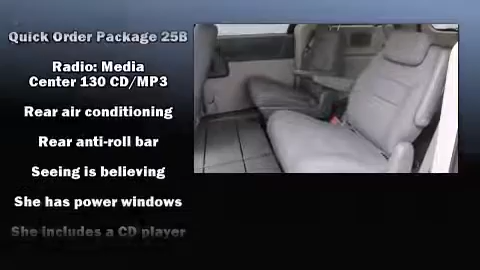 Quick Order Package 25B
Radio: Media
Center 130 CD/MP3
Rear air conditioning
Rear anti-roll bar
Seeing is believing
She has power windows
She includes a CD player